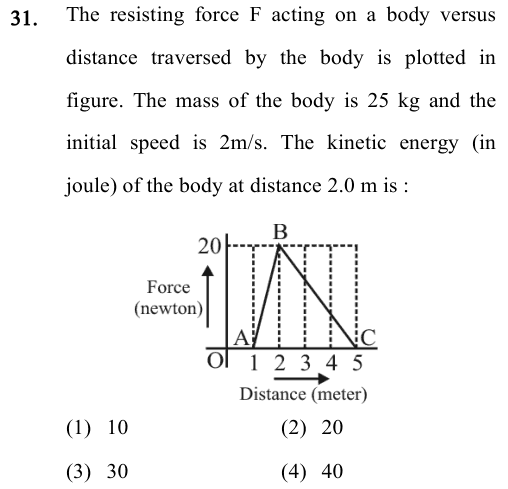 31. The resisting force F acting on a body versus
distance traversed by the body is plotted in
figure. The mass of the body is 25 kg and the
initial speed is 2m/s. The kinetic energy (in
joule) of the body at distance 2.0 m is :
B
20
Force
(newton)
A
C
O 1 2 3 4 5
Distance (meter)
(1) 10 (2) 20
(3) 30 (4) 40